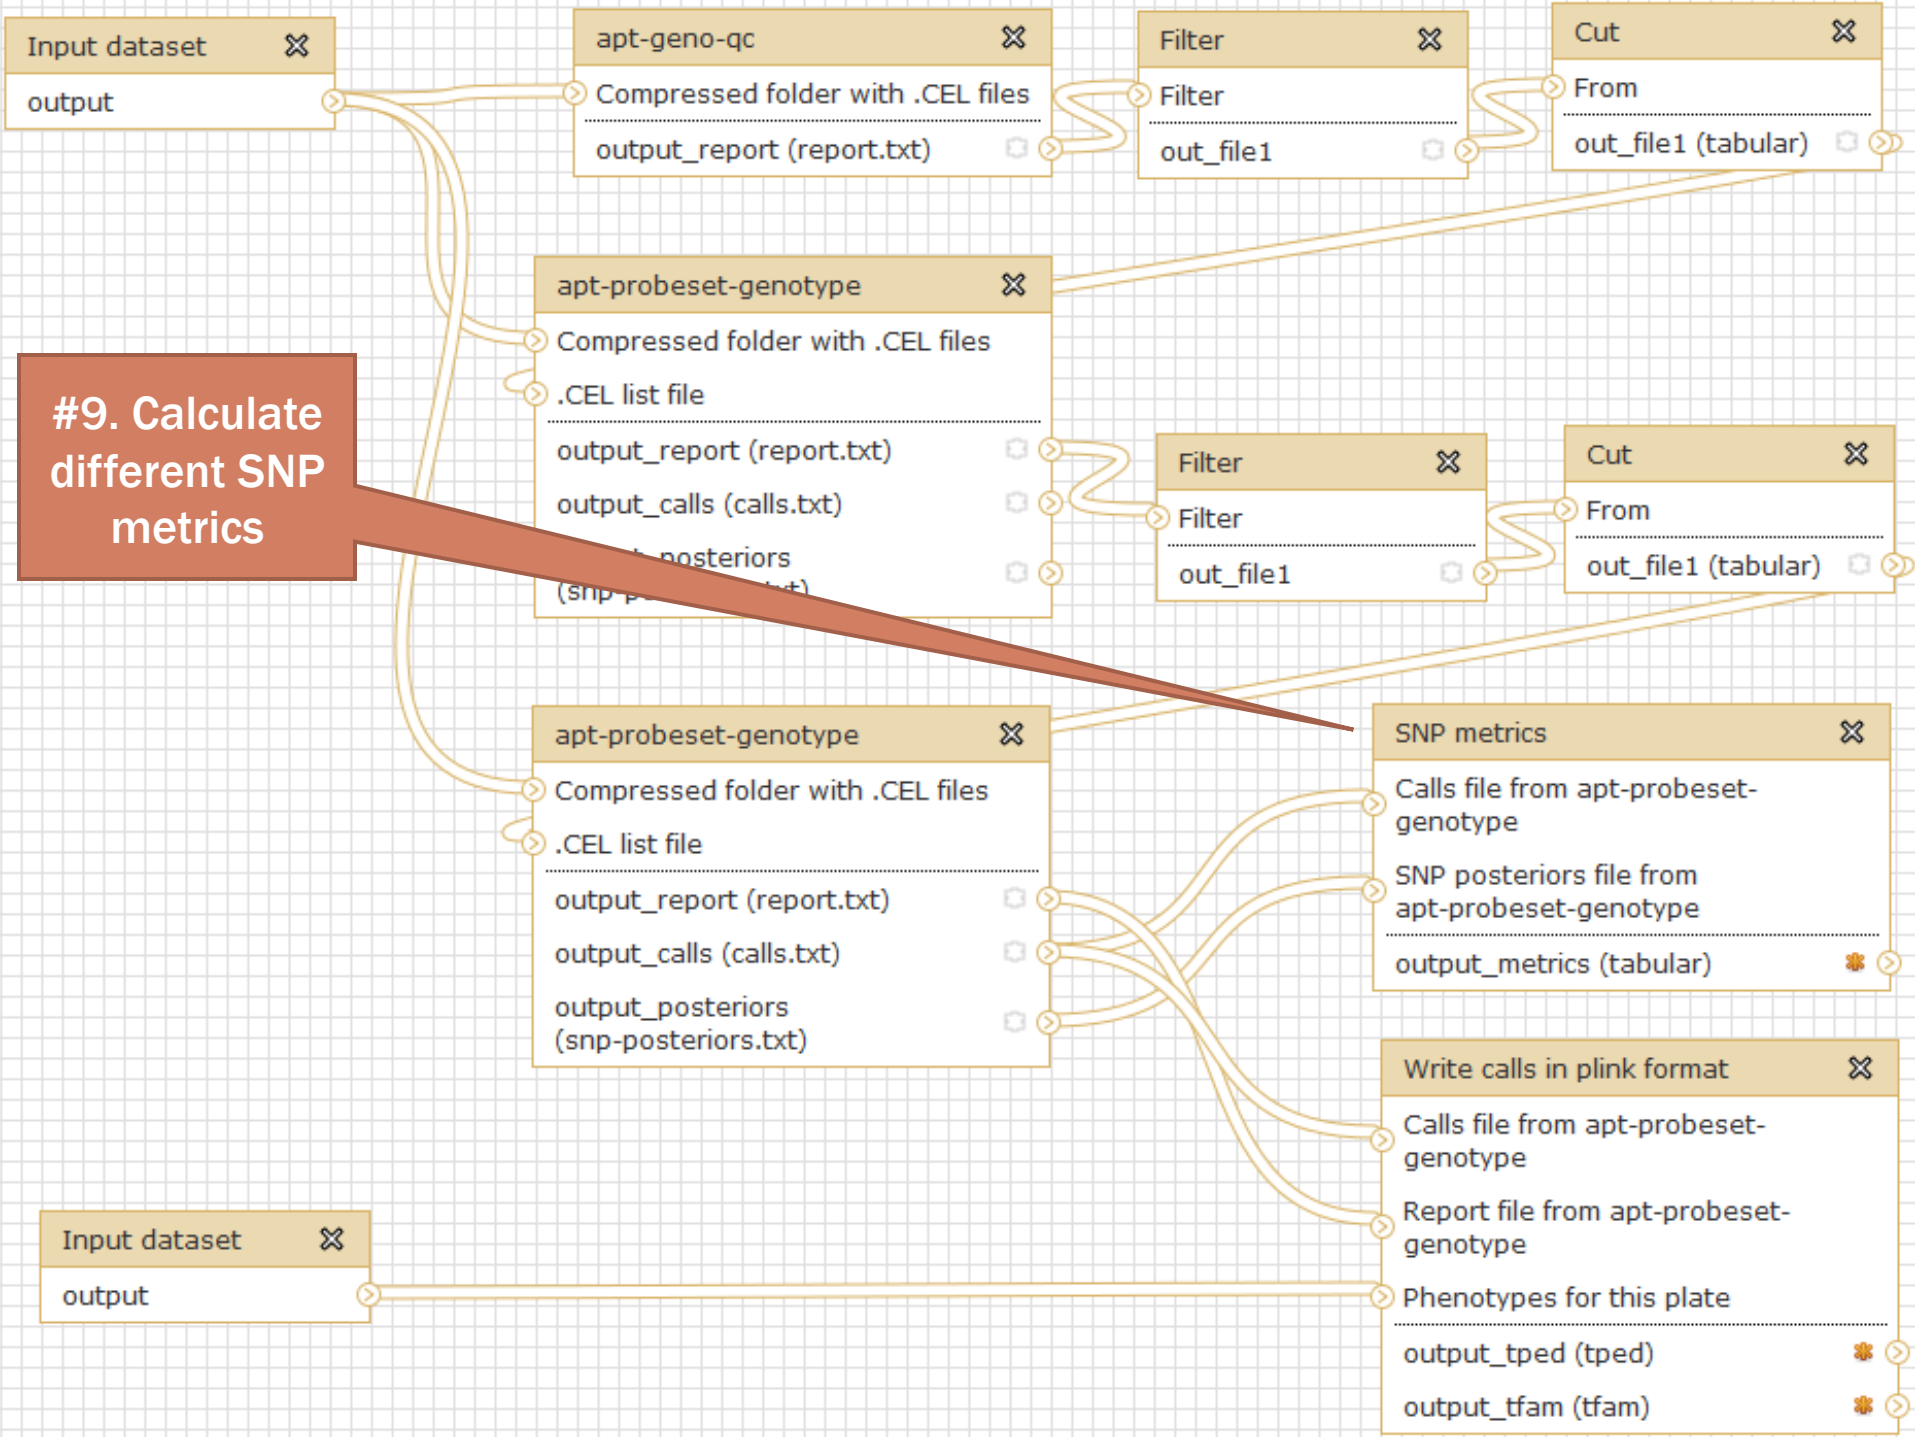 Input dataset
output
apt-geno-qc
Compressed folder with .CEL files
output_report (report.txt)
Filter
Filter
out_file1
Cut
From
out_file1 (tabular)
apt-probeset-genotype
Compressed folder with .CEL files
.CEL list file
output_report (report.txt)
output_calls (calls.txt)
posteriors
#9. Calculate
different SNP
metrics
Filter
Filter
out_file1
Cut
From
out_file1 (tabular)
apt-probeset-genotype
Compressed folder with .CEL files
.CEL list file
output_report (report.txt)
output_calls (calls.txt)
output_posteriors
(snp-posteriors.txt)
SNP metrics
Calls file from apt-probeset-
genotype
SNP posteriors file from
apt-probeset-genotype
output_metrics (tabular)
Write calls in plink format
Calls file from apt-probeset-
genotype
Report file from apt-probeset-
genotype
Phenotypes for this plate
output_tped (tped)
output_tfam (tfam)
Input dataset
output